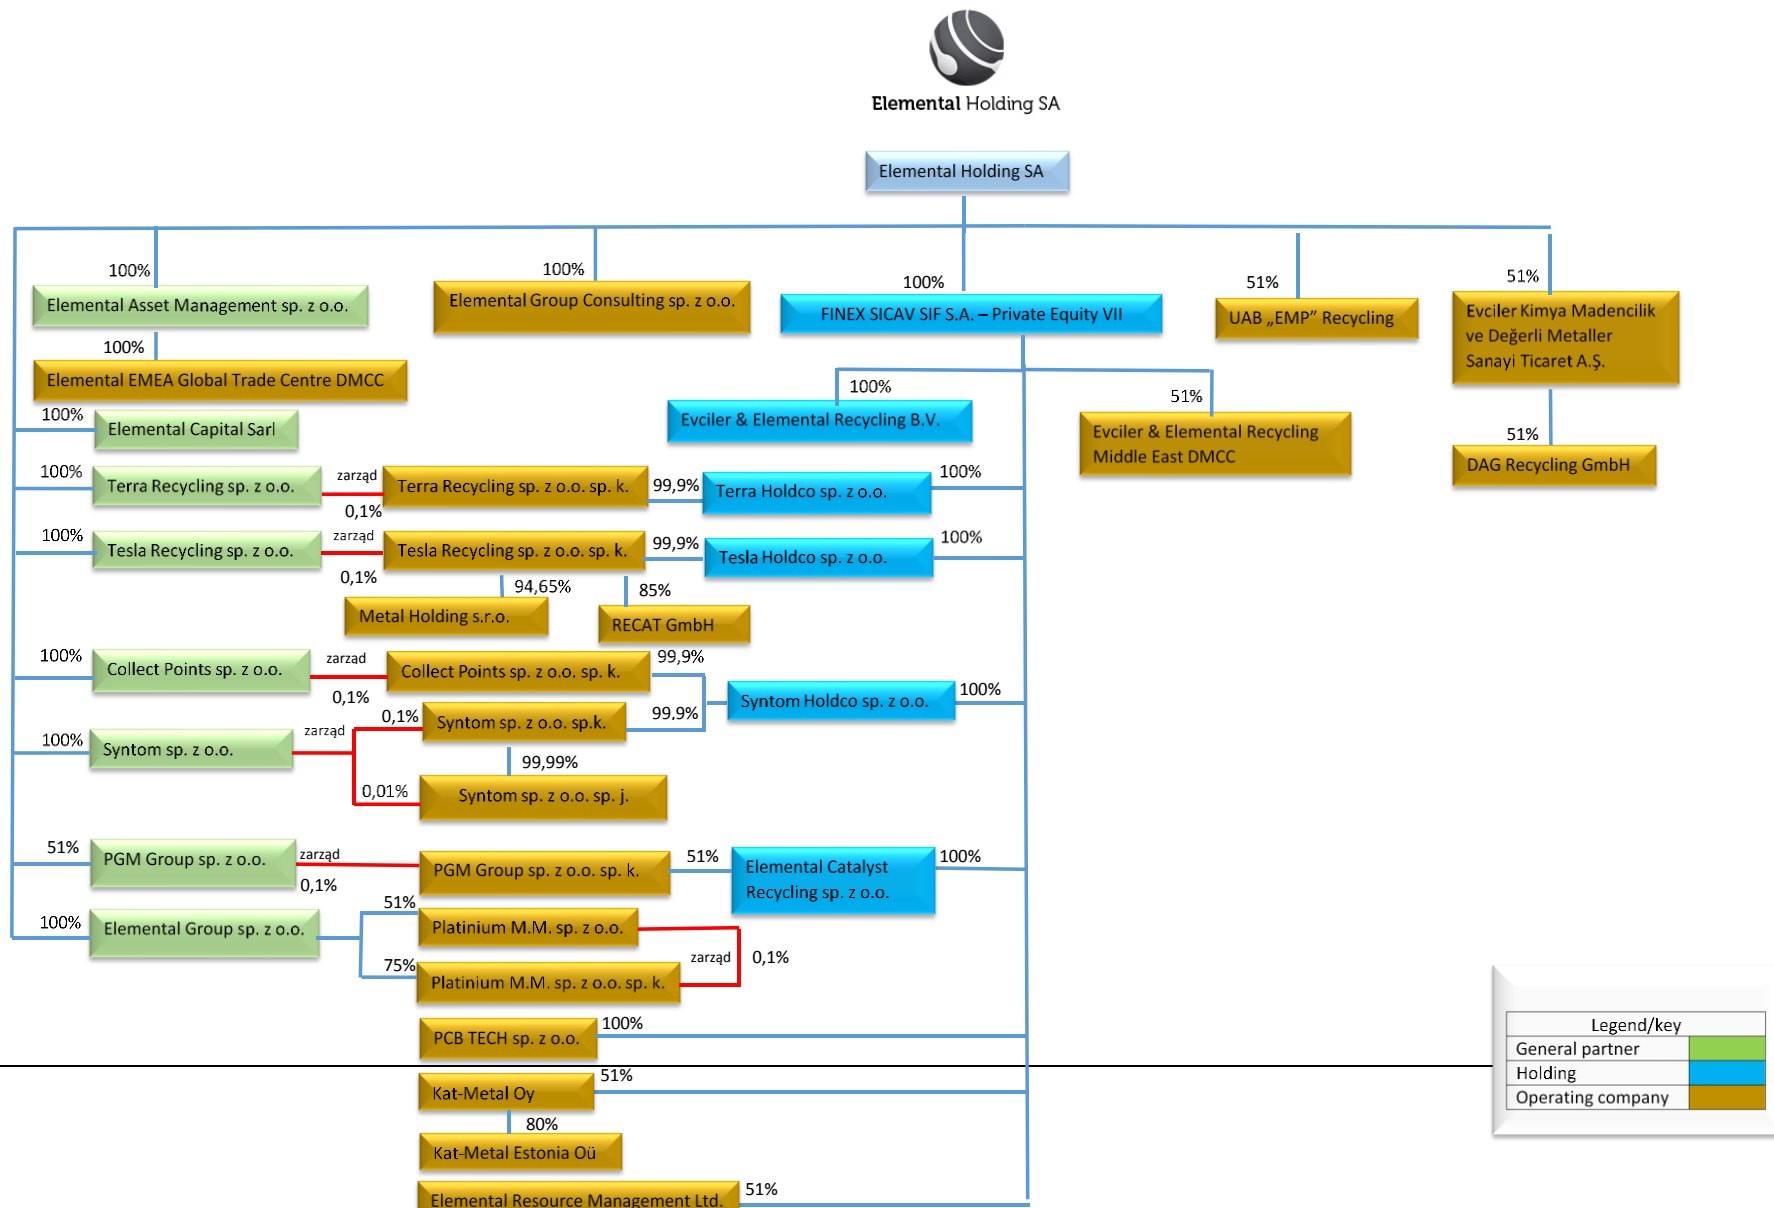 Elemental Holding SA
Elemental Holding SA
100%
100%
100%
51%
51%
Elemental Asset Management sp. z o.o.
Elemental Group Consulting sp. z o.o.
FINEX SICAV SIF S.A. – Private Equity VII
UAB „EMP” Recycling
Evciler Kimya Madencilik
ve Değerli Metaller
Sanayi Ticaret A.Ş.
100%
Elemental EMEA Global Trade Centre DMCC
100%
51%
Evciler & Elemental Recycling B.V.
Evciler & Elemental Recycling
Middle East DMCC
51%
DAG Recycling GmbH
100%
Elemental Capital Sarl
100%
Terra Recycling sp. z o.o.
zarząd
0,1%
Terra Recycling sp. z o.o. sp. k.
99,9%
Terra Holdco sp. z o.o.
100%
100%
Tesla Recycling sp. z o.o.
zarząd
0,1%
Tesla Recycling sp. z o.o. sp. k.
99,9%
Tesla Holdco sp. z o.o.
100%
94,65%
85%
Metal Holding s.r.o.
RECAT GmbH
100%
Collect Points sp. z o.o.
zarząd
0,1%
Collect Points sp. z o.o. sp. k.
99,9%
Syntom Holdco sp. z o.o.
100%
100%
Syntom sp. z o.o.
zarząd
0,1%
Syntom sp. z o.o. sp.k.
99,9%
99,99%
0,01%
Syntom sp. z o.o. sp. j.
51%
PGM Group sp. z o.o.
zarząd
0,1%
PGM Group sp. z o.o. sp. k.
51%
Elemental Catalyst
Recycling sp. z o.o.
100%
100%
Elemental Group sp. z o.o.
51%
Platinium M.M. sp. z o.o.
zarząd
0,1%
75%
Platinium M.M. sp. z o.o. sp. k.
PCB TECH sp. z o.o.
100%
Kat-Metal Oy
51%
80%
Kat-Metal Estonia Oü
Elemental Resource Management Ltd.
51%
Legend/key
General partner
Holding
Operating company